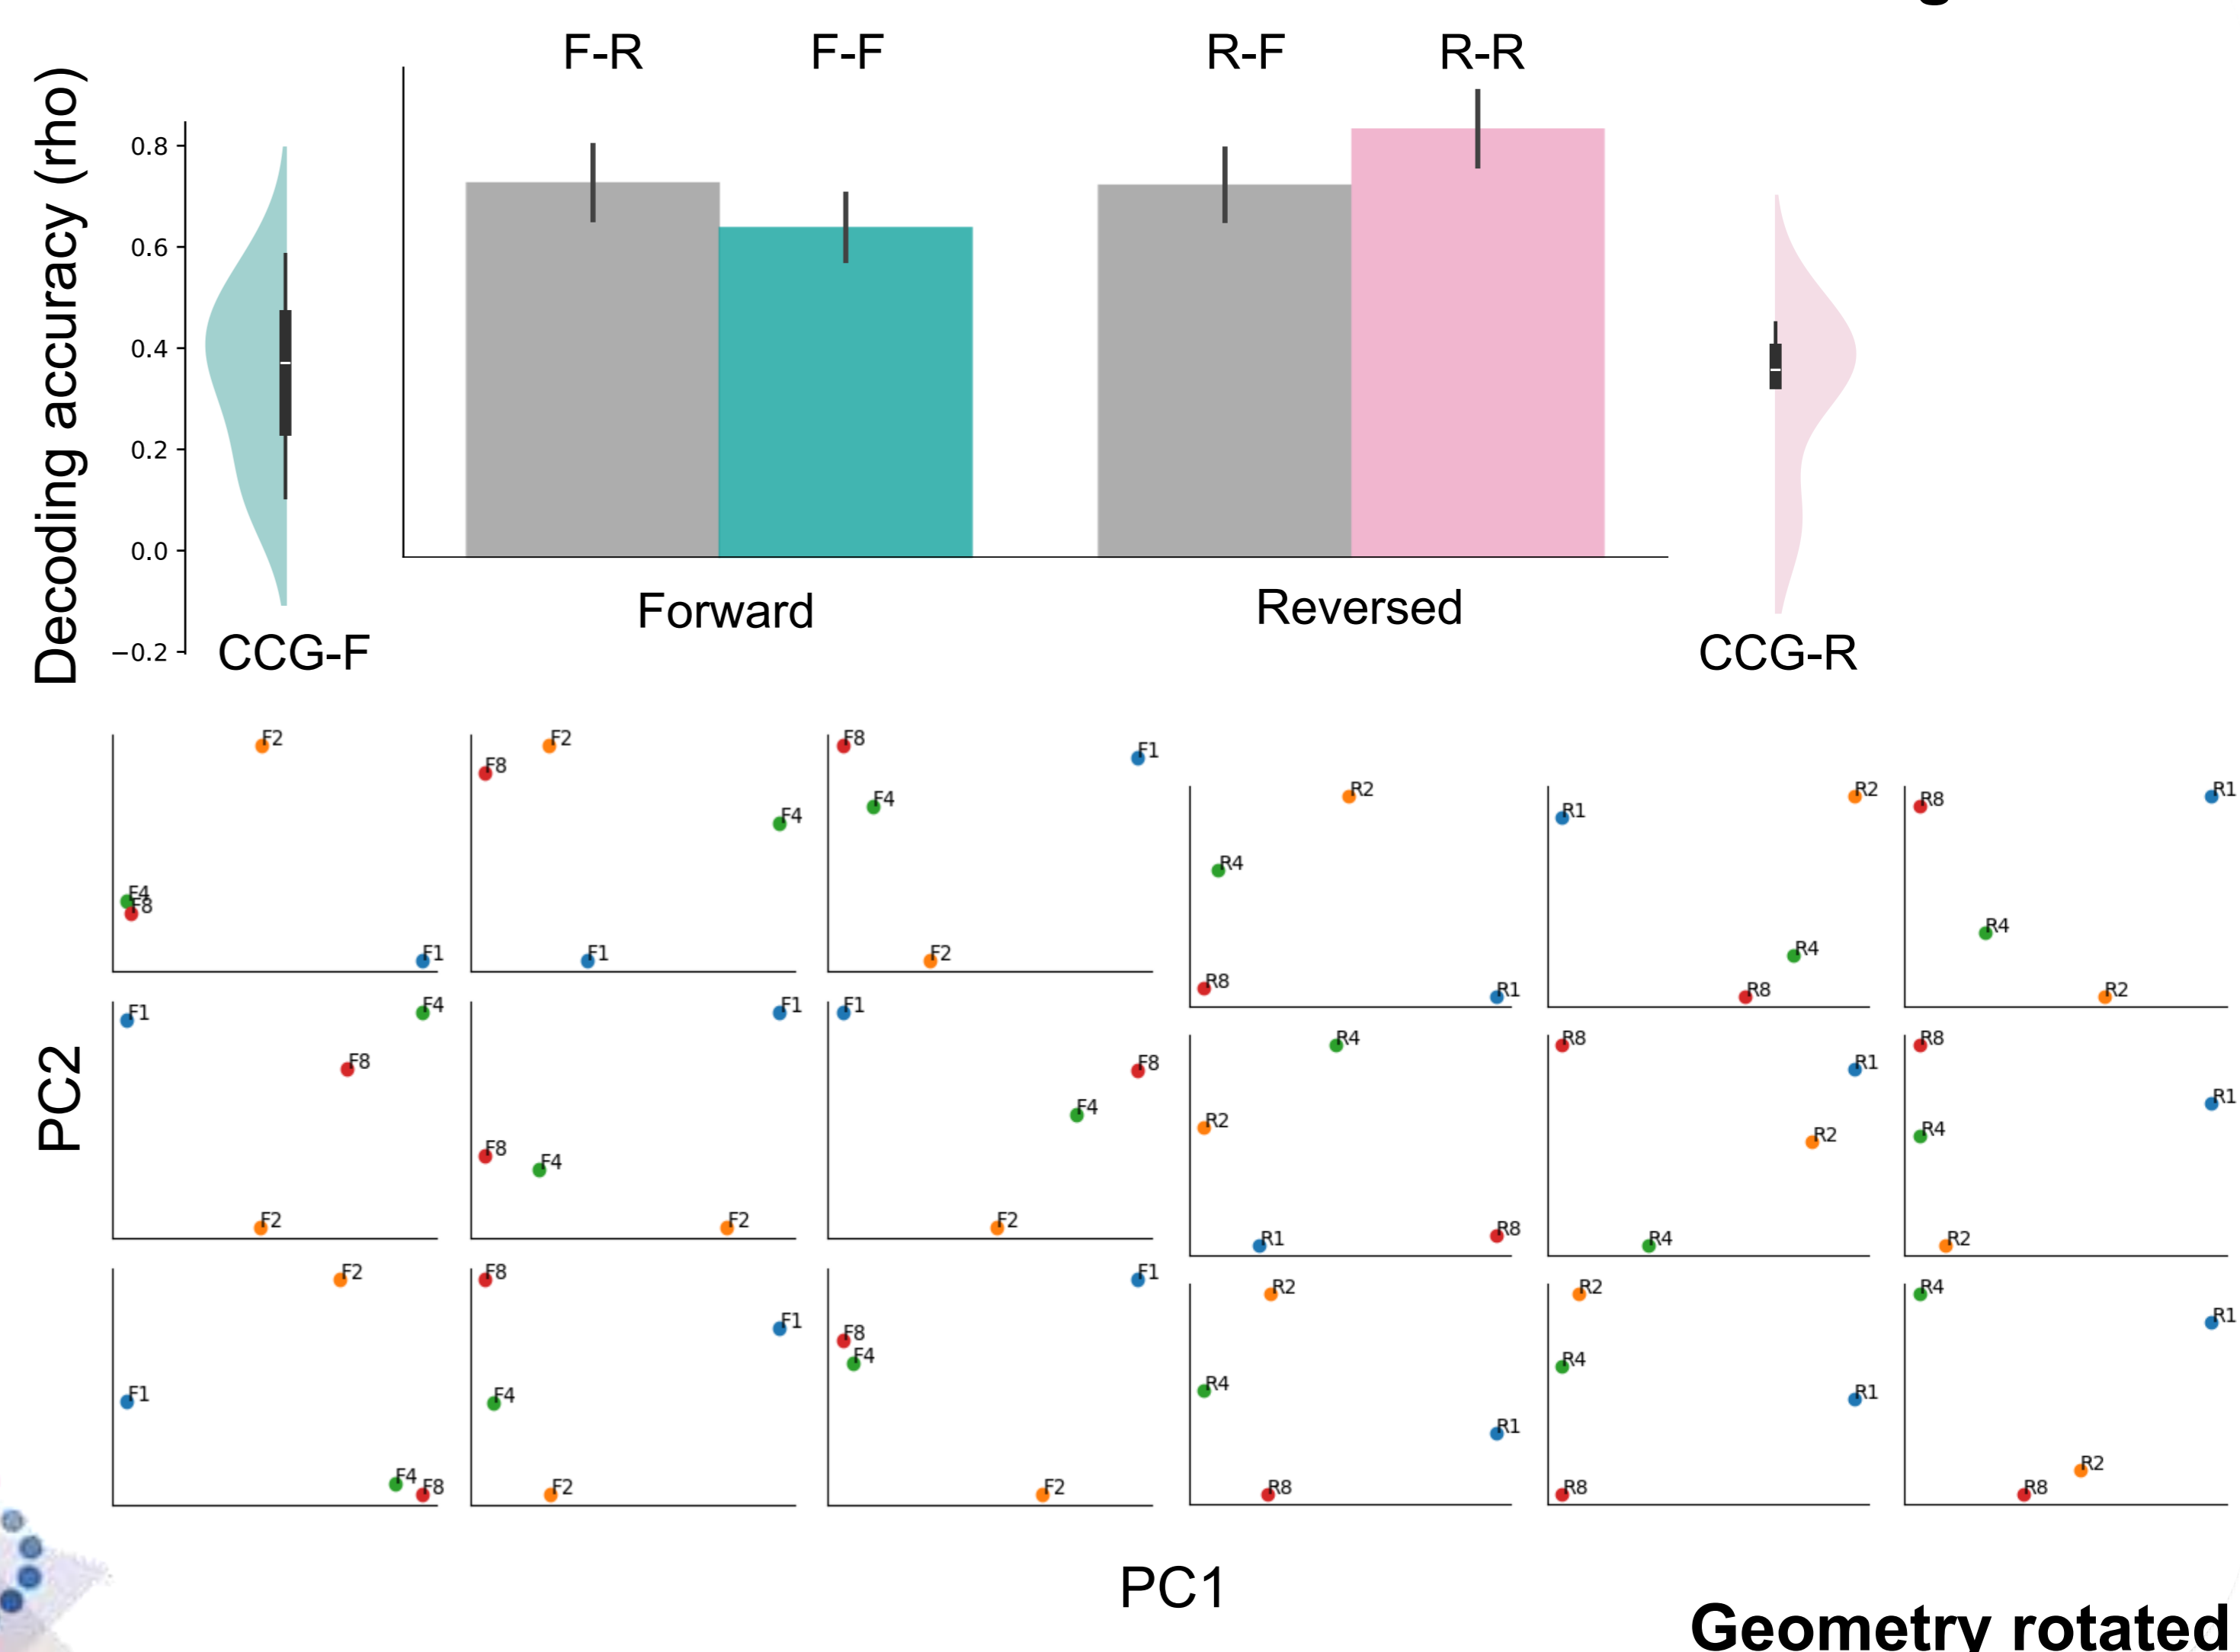 F-R F-F R-F R-R
Decoding accuracy (rho)
0.8
0.6
0.4
0.2
0.0
−0.2
CCG-F
Forward
Reversed
CCG-R
F2
F4
F8
F1
F2
F8
F4
F1
F8
F1
F4
F2
R2
R4
R8
R1
R2
R1
R4
R8
R1
R8
R4
R2
F4
F1
F8
F2
F1
F8
F4
F2
F1
F8
F4
F2
R4
R2
R8
R1
R8
R1
R2
R4
R8
R1
R4
R2
F2
F1
F4
F8
F8
F1
F4
F2
F1
F8
F4
F2
R2
R4
R1
R8
R2
R4
R1
R8
R4
R1
R2
R8
PC2
PC1
Geometry rotated